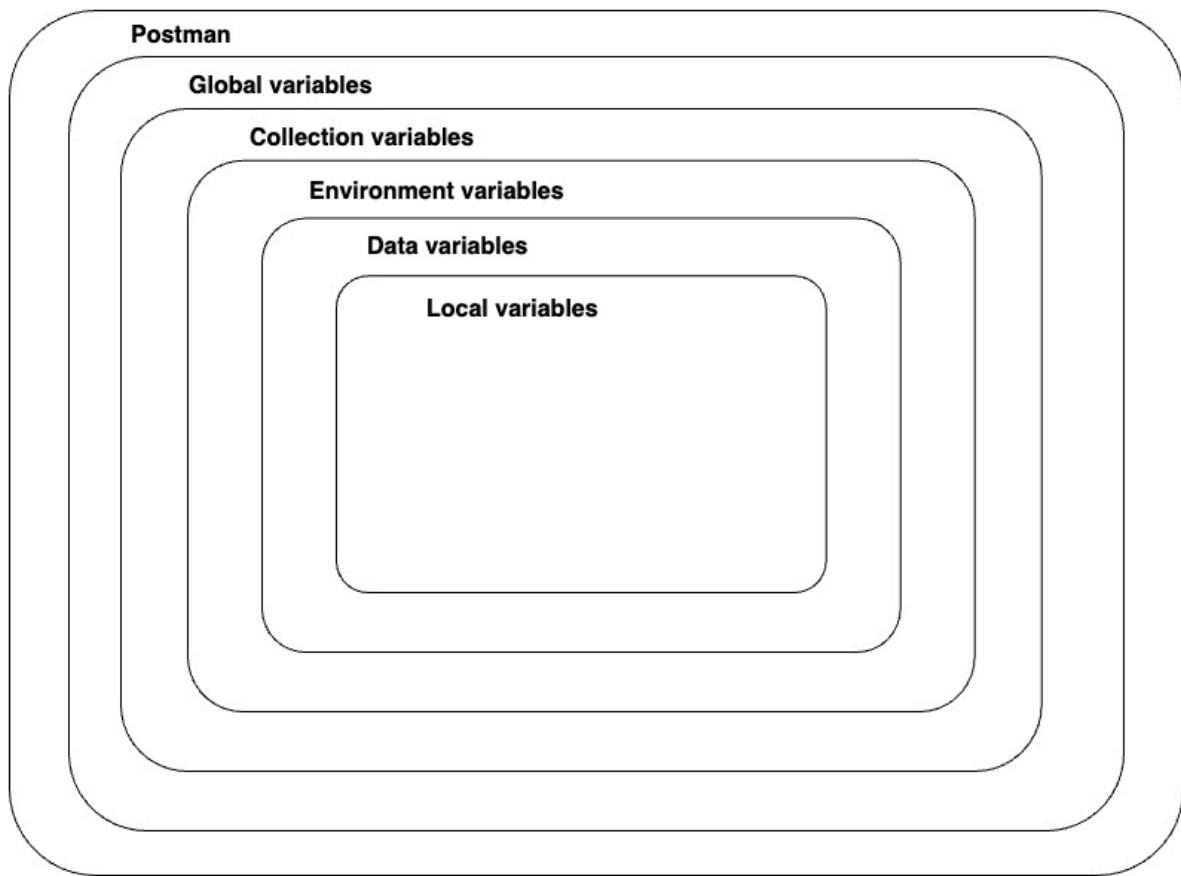 Postman
Global variables
Collection variables
Environment variables
Data variables
Local variables